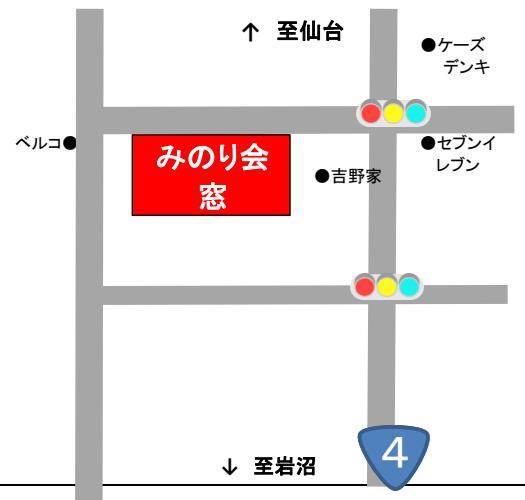 ↑ 至仙台
●ケーズ
デンキ
ベルコ●
みのり会
窓
●セブンイ
レブン
●吉野家
↓ 至岩沼
4